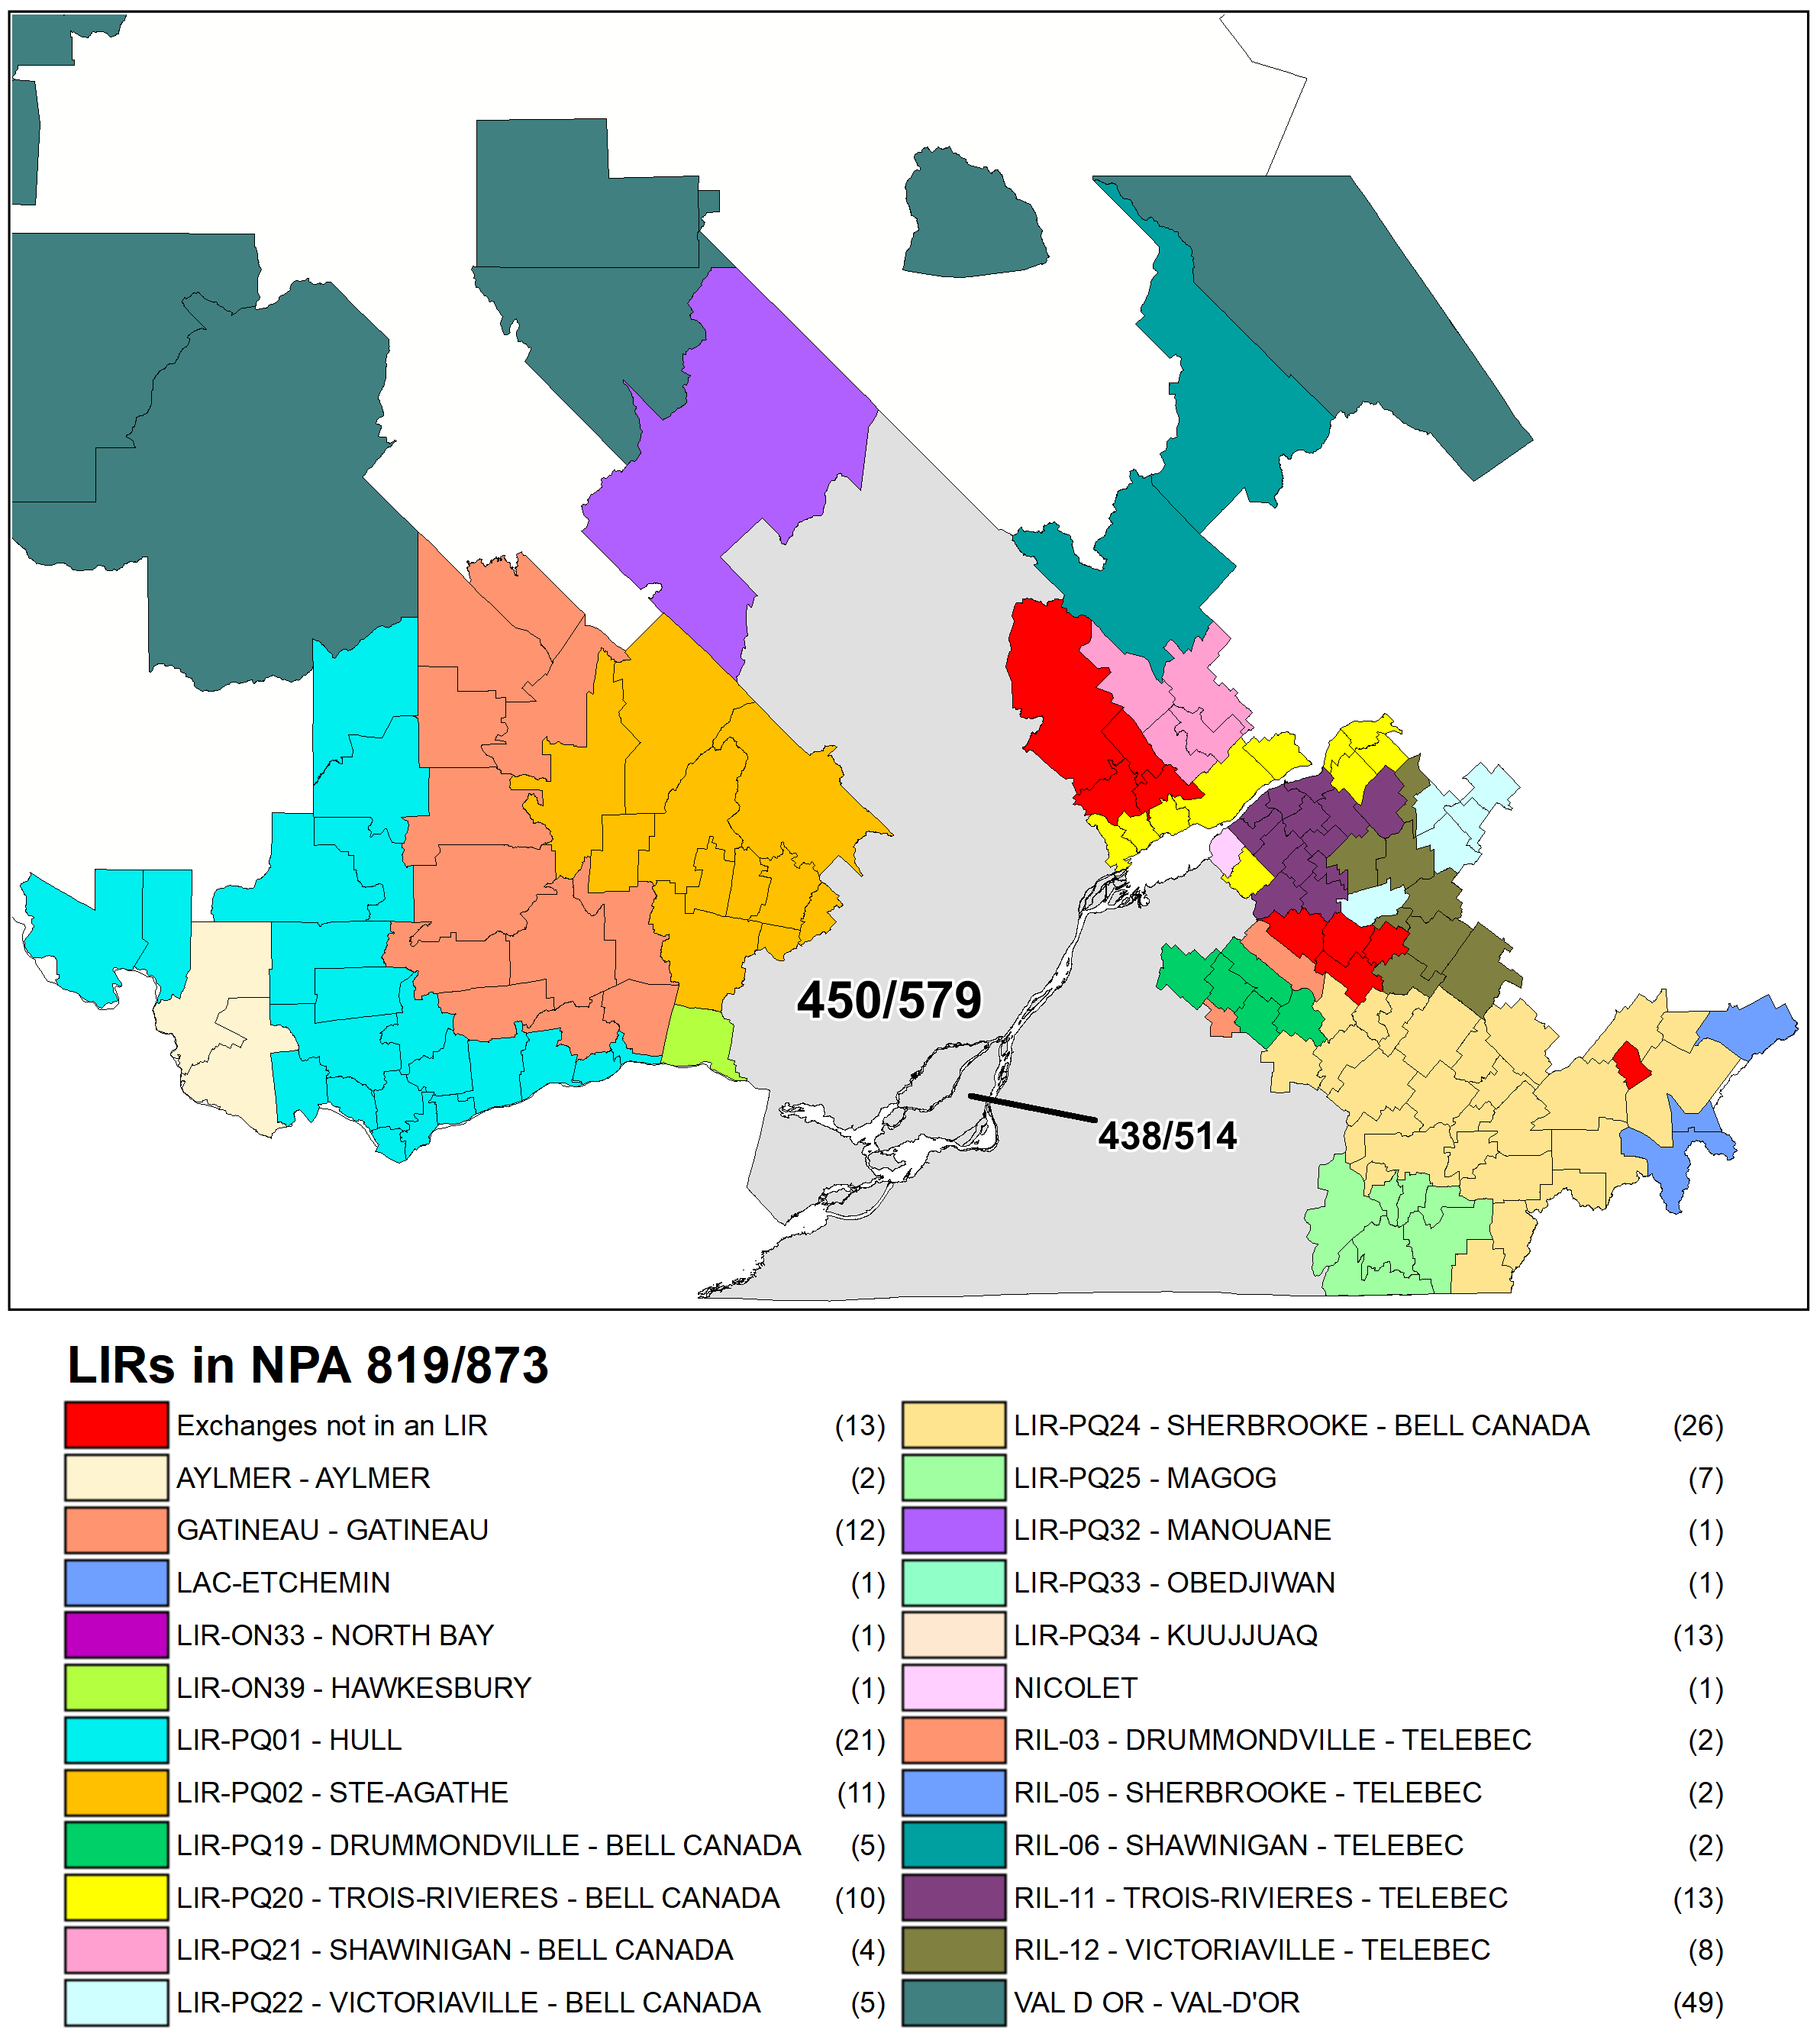 450/579
438/514
LIRs in NPA 819/873
Exchanges not in an LIR (13)
AYLMER - AYLMER (2)
GATINEAU - GATINEAU (12)
LAC-ETCHEMIN (1)
LIR-ON33 - NORTH BAY (1)
LIR-ON39 - HAWKESBURY (1)
LIR-PQ01 - HULL (21)
LIR-PQ02 - STE-AGATHE (11)
LIR-PQ19 - DRUMMONDVILLE - BELL CANADA (5)
LIR-PQ20 - TROIS-RIVIERES - BELL CANADA (10)
LIR-PQ21 - SHAWINIGAN - BELL CANADA (4)
LIR-PQ22 - VICTORIAVILLE - BELL CANADA (5)
LIR-PQ24 - SHERBROOKE - BELL CANADA (26)
LIR-PQ25 - MAGOG (7)
LIR-PQ32 - MANOUANE (1)
LIR-PQ33 - OBEDJIWAN (1)
LIR-PQ34 - KUUJJUAQ (13)
NICOLET (1)
RIL-03 - DRUMMONDVILLE - TELEBEC (2)
RIL-05 - SHERBROOKE - TELEBEC (2)
RIL-06 - SHAWINIGAN - TELEBEC (2)
RIL-11 - TROIS-RIVIERES - TELEBEC (13)
RIL-12 - VICTORIAVILLE - TELEBEC (8)
VAL D OR - VAL-D'OR (49)